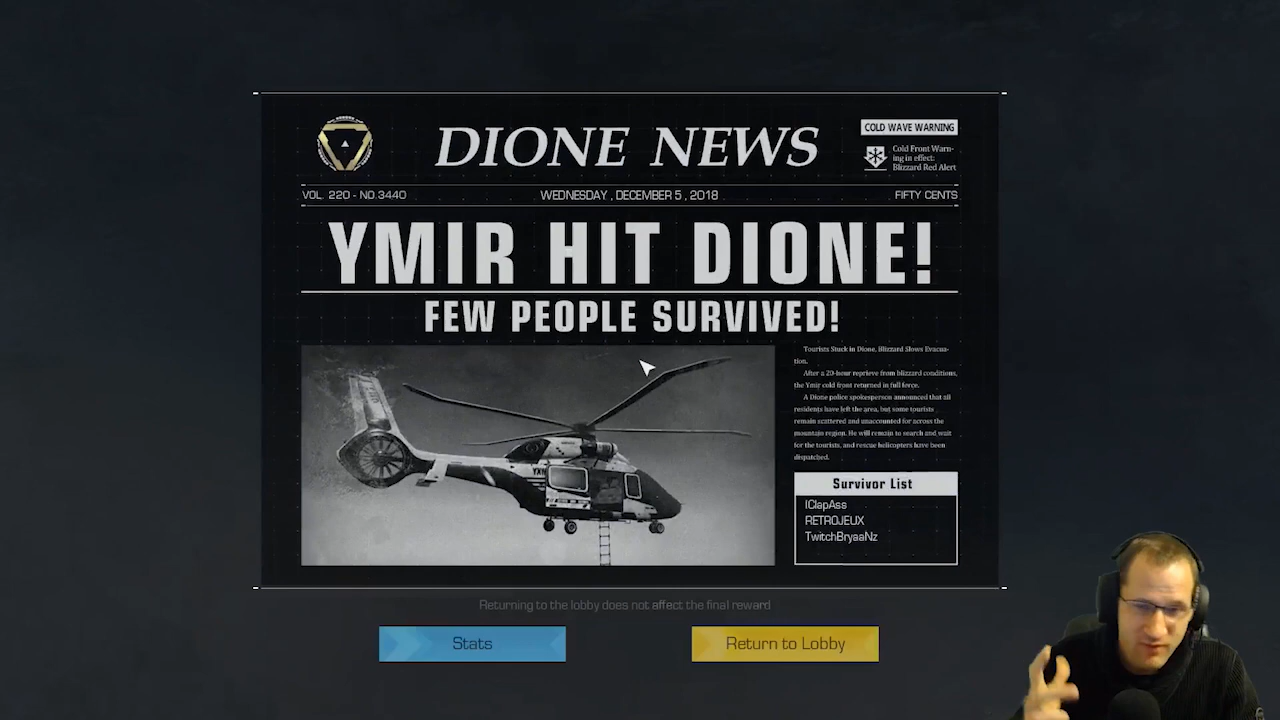 DIONE NEWS
COLD WAVE WARNING
Cold Front Warn-
ing in effect:
Blizzard Red Alert
VOL. 220 - NO.3440
WEDNESDAY , DECEMBER 5 , 2018
FIFTY CENTS
YMIR HIT DIONE!
FEW PEOPLE SURVIVED!
Tourists Stuck in Dione, Blizzard Slows Evacua-
tion.
After a 20-hour reprieve from blizzard conditions,
the Ymir cold front returned in full force.
A Dione police spokesperson announced that all
residents have left the area, but some tourists
remain scattered and unaccounted for across the
mountain region. He will remain to search and wait
for the tourists, and rescue helicopters have been
dispatched.
Survivor List
IClapAss
RETROJEUX
TwitchBryaaNz
Returning to the lobby does not affect the final reward
Stats
Return to Lobby